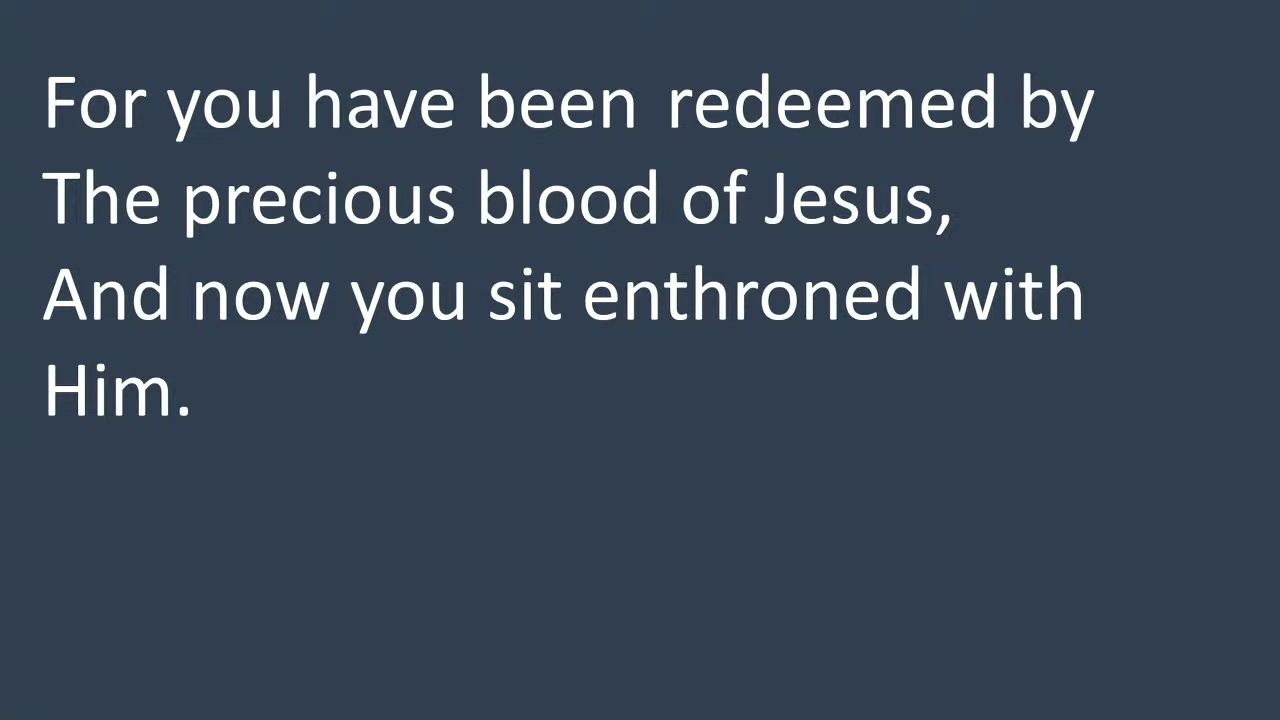 For you have been redeemed by
The precious blood of Jesus,
And now you sit enthroned with
Him.